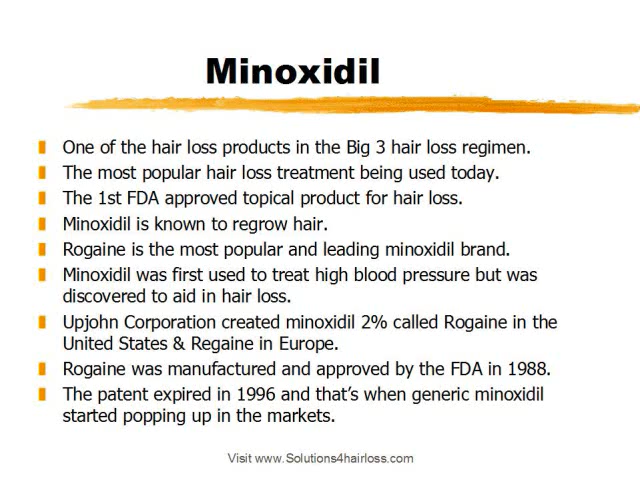 Minoxidil
One of the hair loss products in the Big 3 hair loss regimen.
The most popular hair loss treatment being used today.
The 1st FDA approved topical product for hair loss.
Minoxidil is known to regrow hair.
Rogaine is the most popular and leading minoxidil brand.
Minoxidil was first used to treat high blood pressure but was
discovered to aid in hair loss.
Upjohn Corporation created minoxidil 2% called Rogaine in the
United States & Regaine in Europe.
Rogaine was manufactured and approved by the FDA in 1988.
The patent expired in 1996 and that’s when generic minoxidil
started popping up in the markets.
Visit www.Solutions4hairloss.com